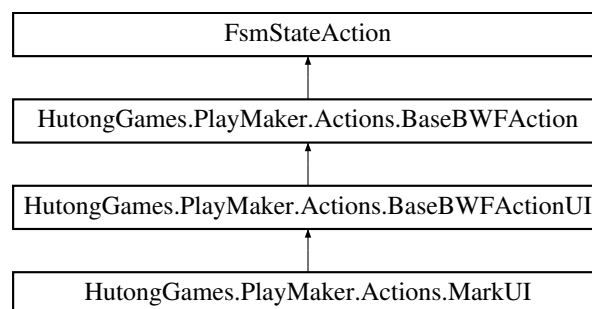 FsmStateAction
HutongGames.PlayMaker.Actions.BaseBWFAction
HutongGames.PlayMaker.Actions.BaseBWFActionUI
HutongGames.PlayMaker.Actions.MarkUI